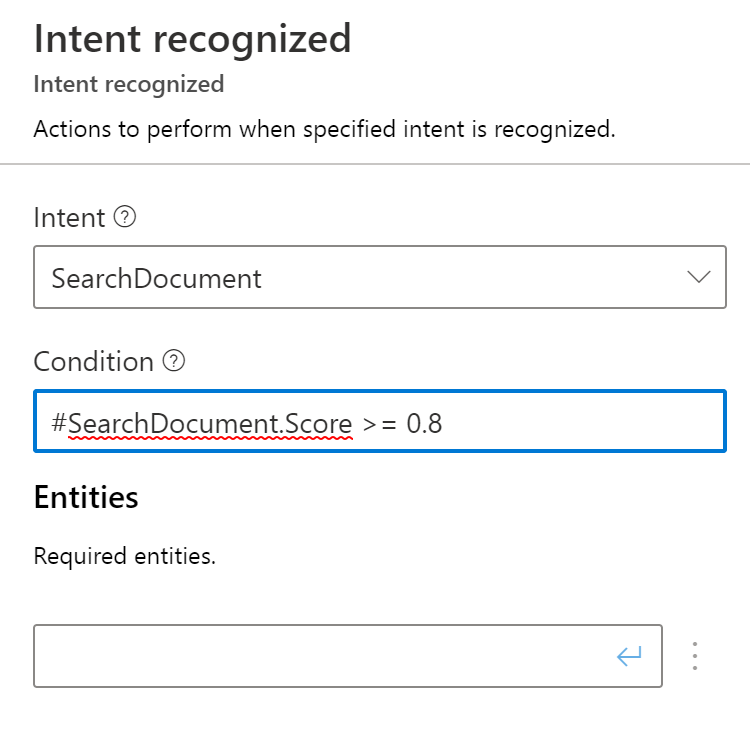 Intent recognized
Intent recognized
Actions to perform when specified intent is recognized.
Intent ?
SearchDocument
Condition ?
#SearchDocument.Score >= 0.8
Entities
Required entities.